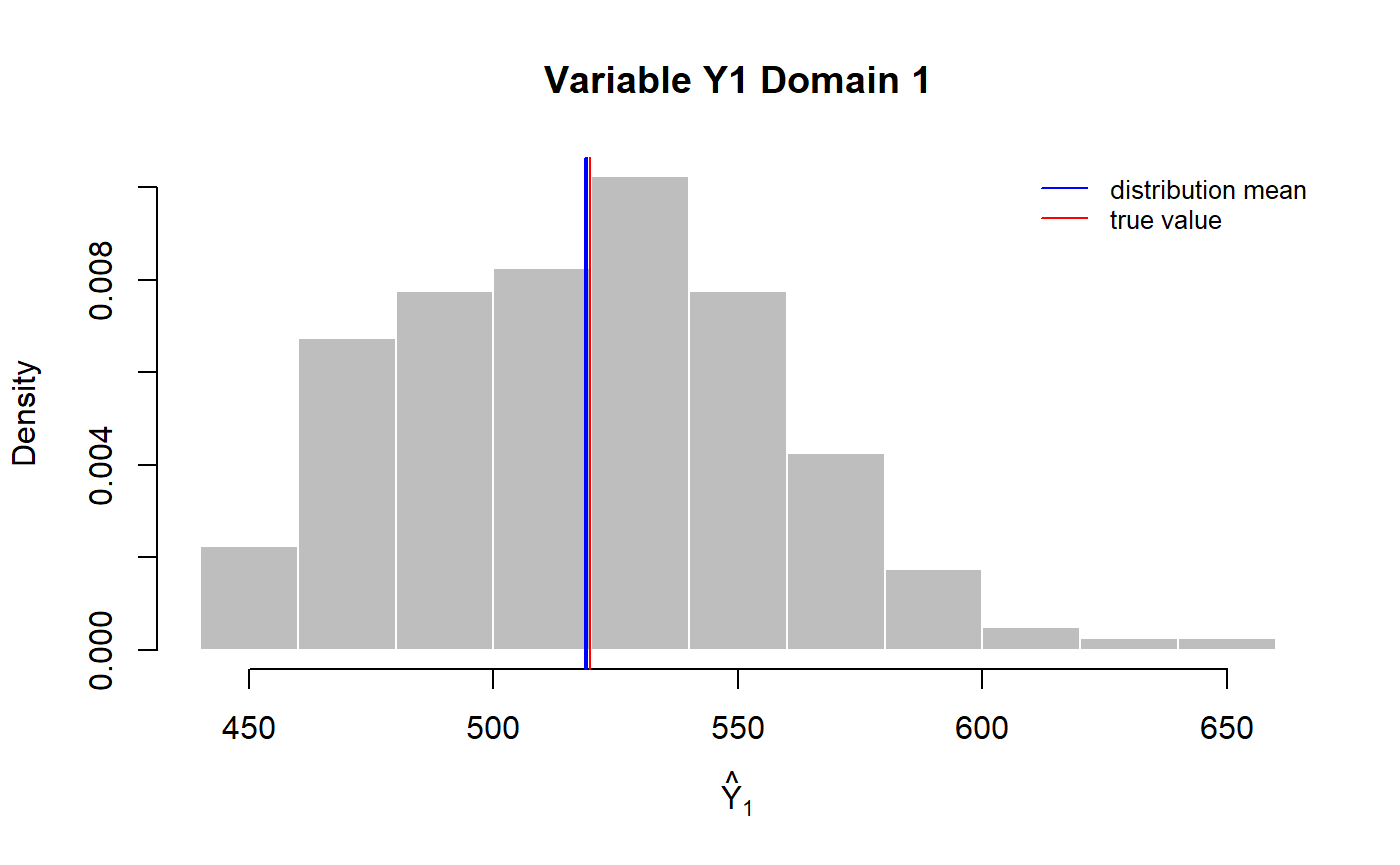 Variable Y1 Domain 1
distribution mean
true value
Density
0.008
0.004
0.000
450 500 550 600 650
Ŷ₁